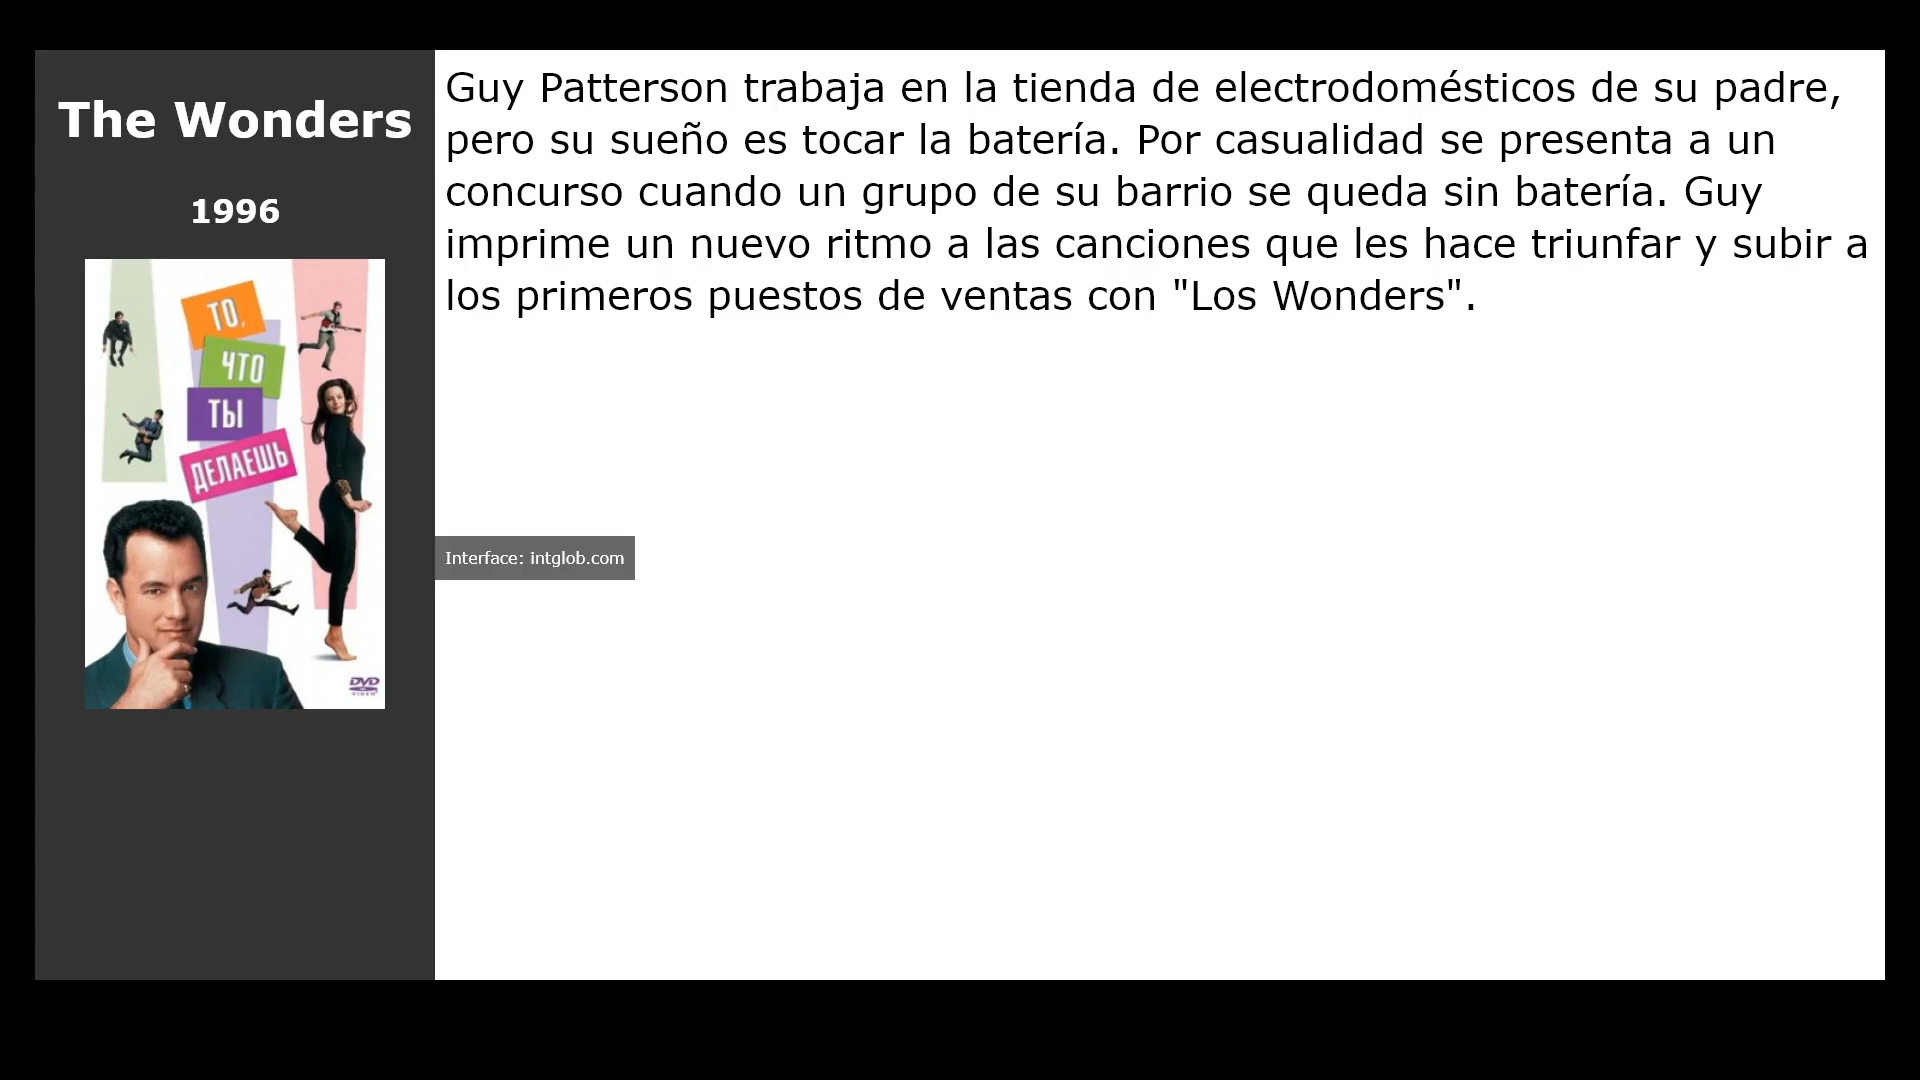 The Wonders
1996
ТО,
ЧТО
ТЫ
ДЕЛАЕШЬ
DVD
VIDEO
Guy Patterson trabaja en la tienda de electrodomésticos de su padre,
pero su sueño es tocar la batería. Por casualidad se presenta a un
concurso cuando un grupo de su barrio se queda sin batería. Guy
imprime un nuevo ritmo a las canciones que les hace triunfar y subir a
los primeros puestos de ventas con "Los Wonders".
Interface: intglob.com